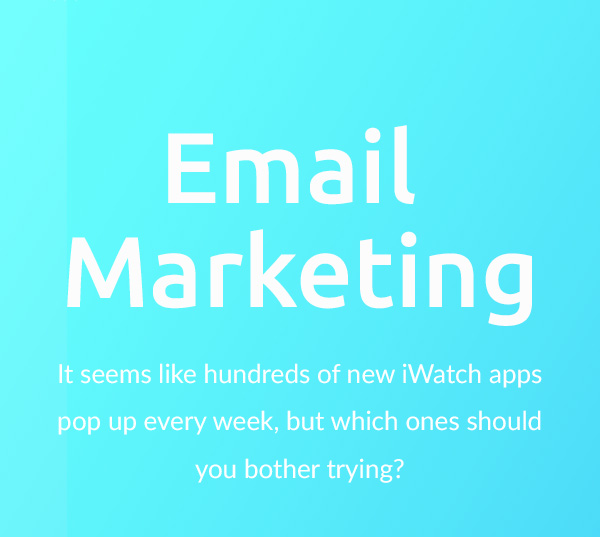 Email
Marketing
It seems like hundreds of new iWatch apps
pop up every week, but which ones should
you bother trying?